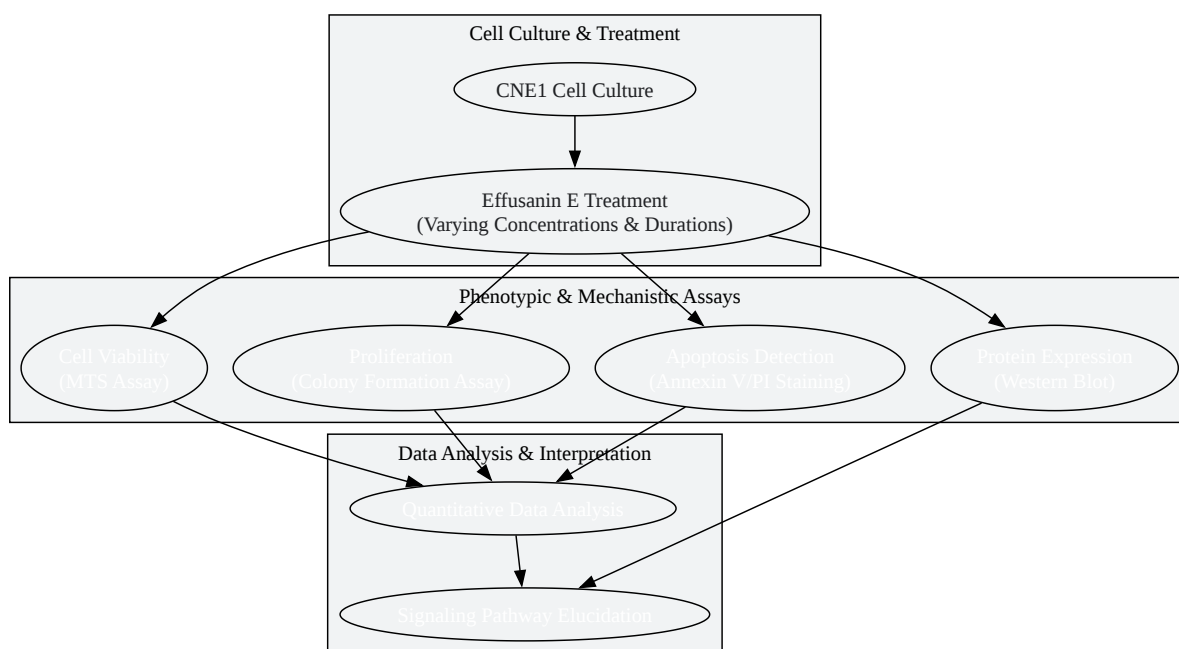 Cell Culture & Treatment
CNE1 Cell Culture
Effusanin E Treatment
(Varying Concentrations & Durations)
Phenotypic & Mechanistic Assays
Cell Viability
(MTS Assay)
Proliferation
(Colony Formation Assay)
Apoptosis Detection
(Annexin V/PI Staining)
Protein Expression
(Western Blot)
Data Analysis & Interpretation
Quantitative Data Analysis
Signaling Pathway Elucidation